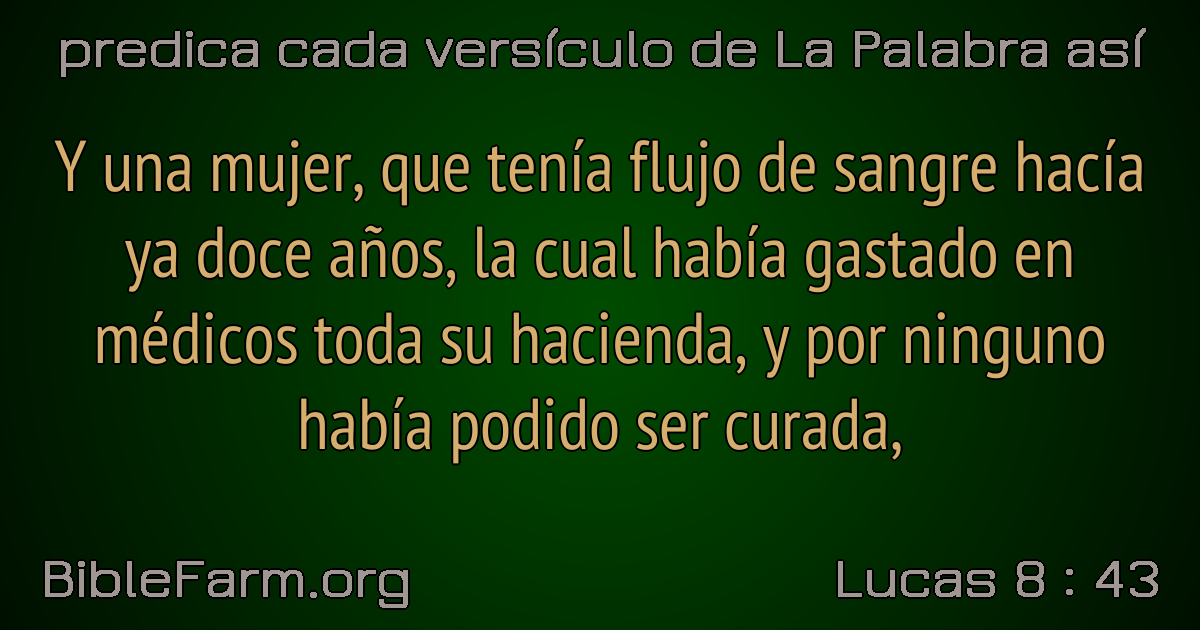 predica cada versículo de La Palabra así
Y una mujer, que tenía flujo de sangre hacía
ya doce años, la cual había gastado en
médicos toda su hacienda, y por ninguno
había podido ser curada,
BibleFarm.org
Lucas 8 : 43